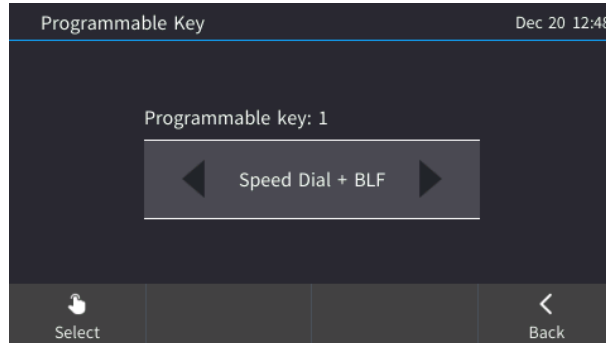 Programmable Key
Dec 20 12:48
Programmable key: 1
Speed Dial + BLF
Select
Back